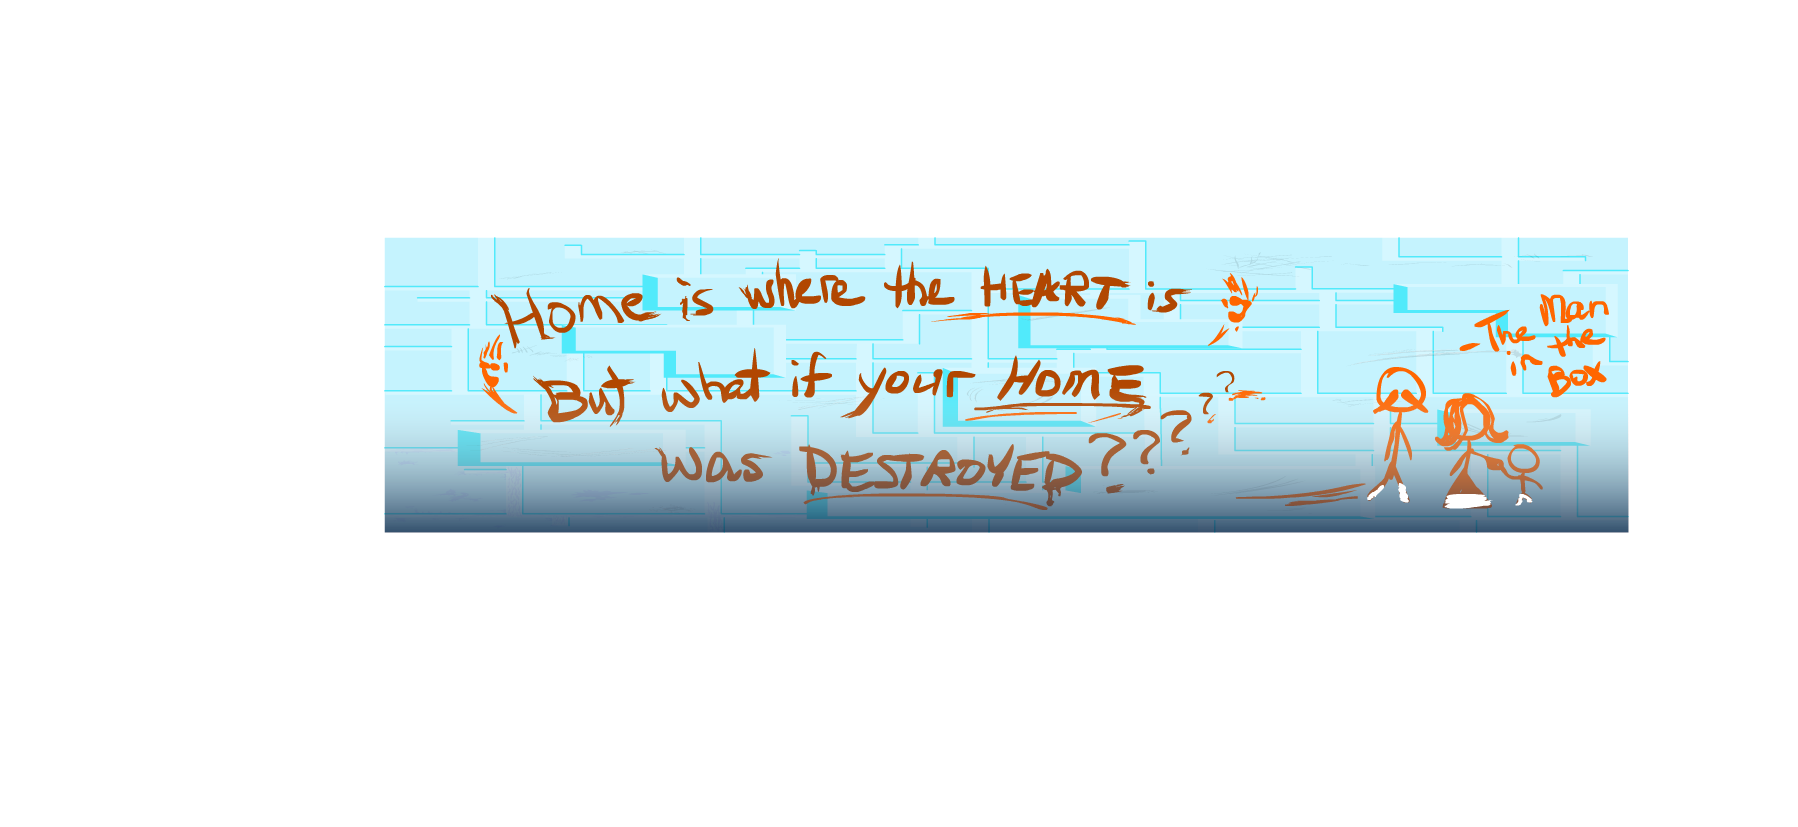 Home is where the HEART is
But what if your HOME
was DESTROYED?????
- The Man
in the
Box